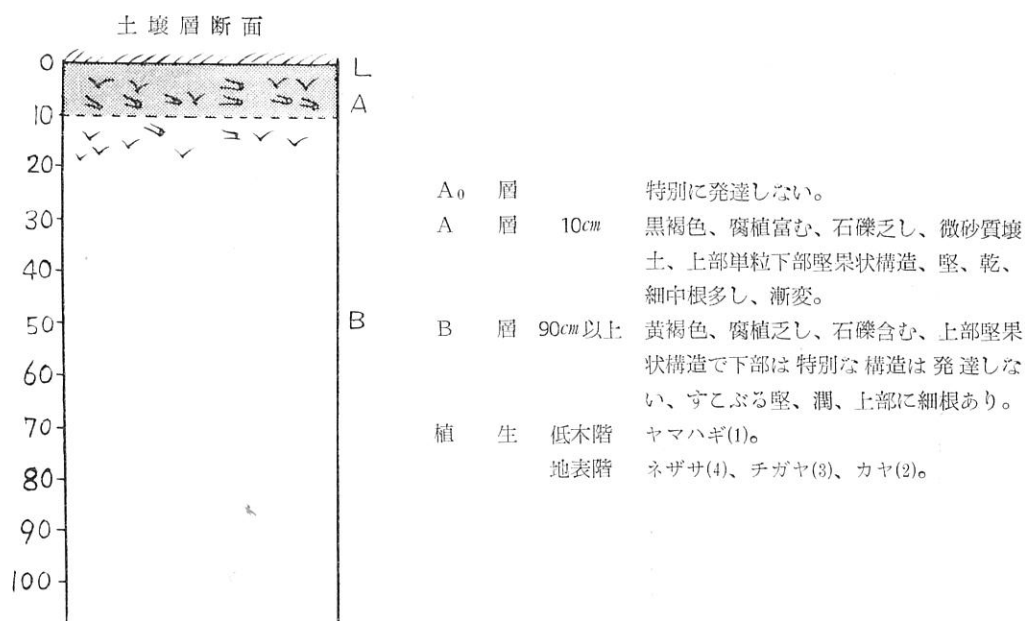 土壌層断面
0
10
20
30
40
50
60
70
80
90
100
L
A
B
A₀ 層 特別に発達しない。
A 層 10cm 黒褐色、腐植富む、石礫乏し、微砂質壌
土、上部単粒下部堅果状構造、堅、乾、
細中根多し、漸変。
B 層 90cm以上 黄褐色、腐植乏し、石礫含む、上部堅果
状構造で下部は特別な構造は発達しな
い、すこぶる堅、潤、上部に細根あり。
植生 低木階 ヤマハギ(1)。
地表階 ネザサ(4)、チガヤ(3)、カヤ(2)。